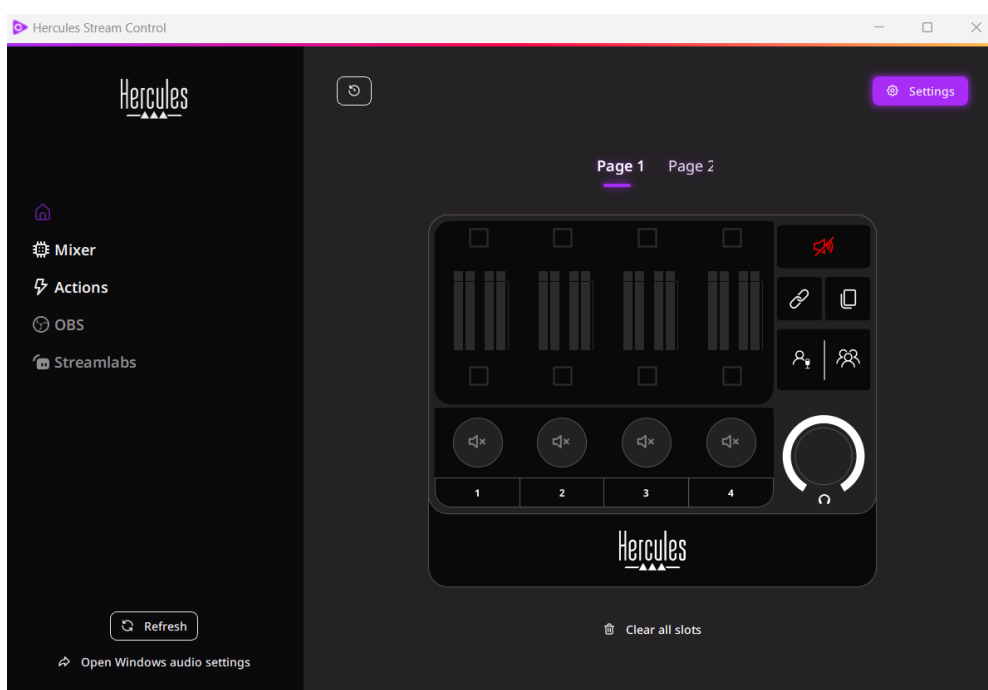 Hercules Stream Control
Hercules
Settings
Page 1 Page 2
Mixer
Actions
OBS
Streamlabs
1 2 3 4
Hercules
Refresh
Clear all slots
Open Windows audio settings